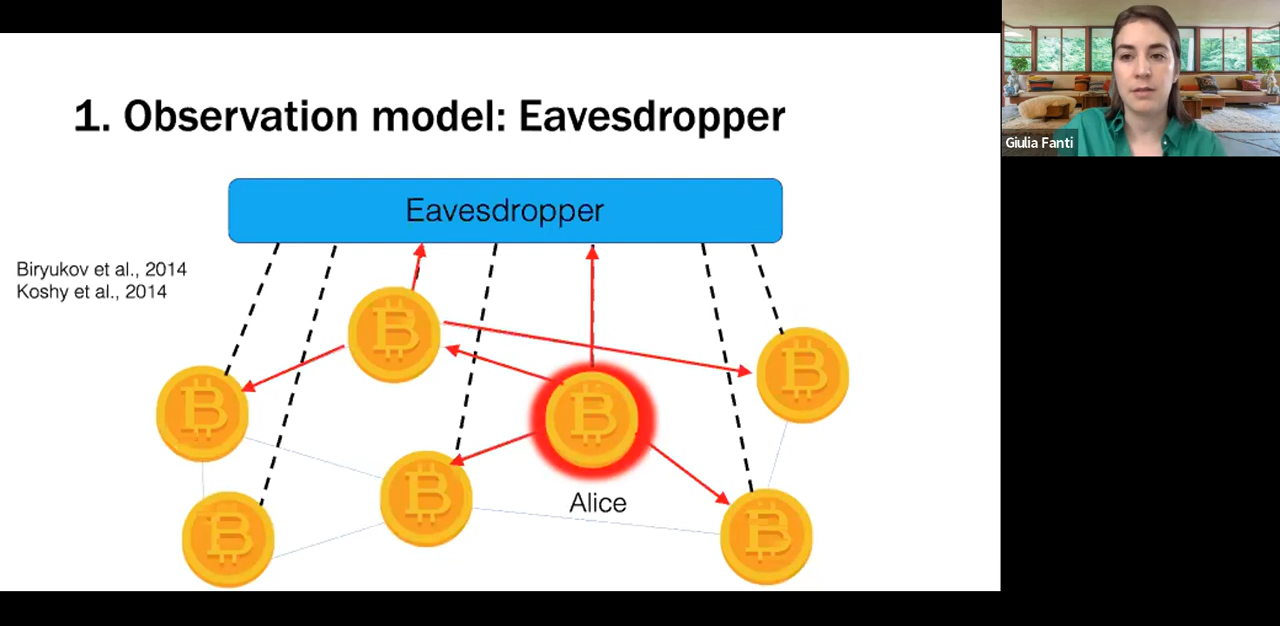 1. Observation model: Eavesdropper
Eavesdropper
Biryukov et al., 2014
Koshy et al., 2014
Alice
Giulia Fanti